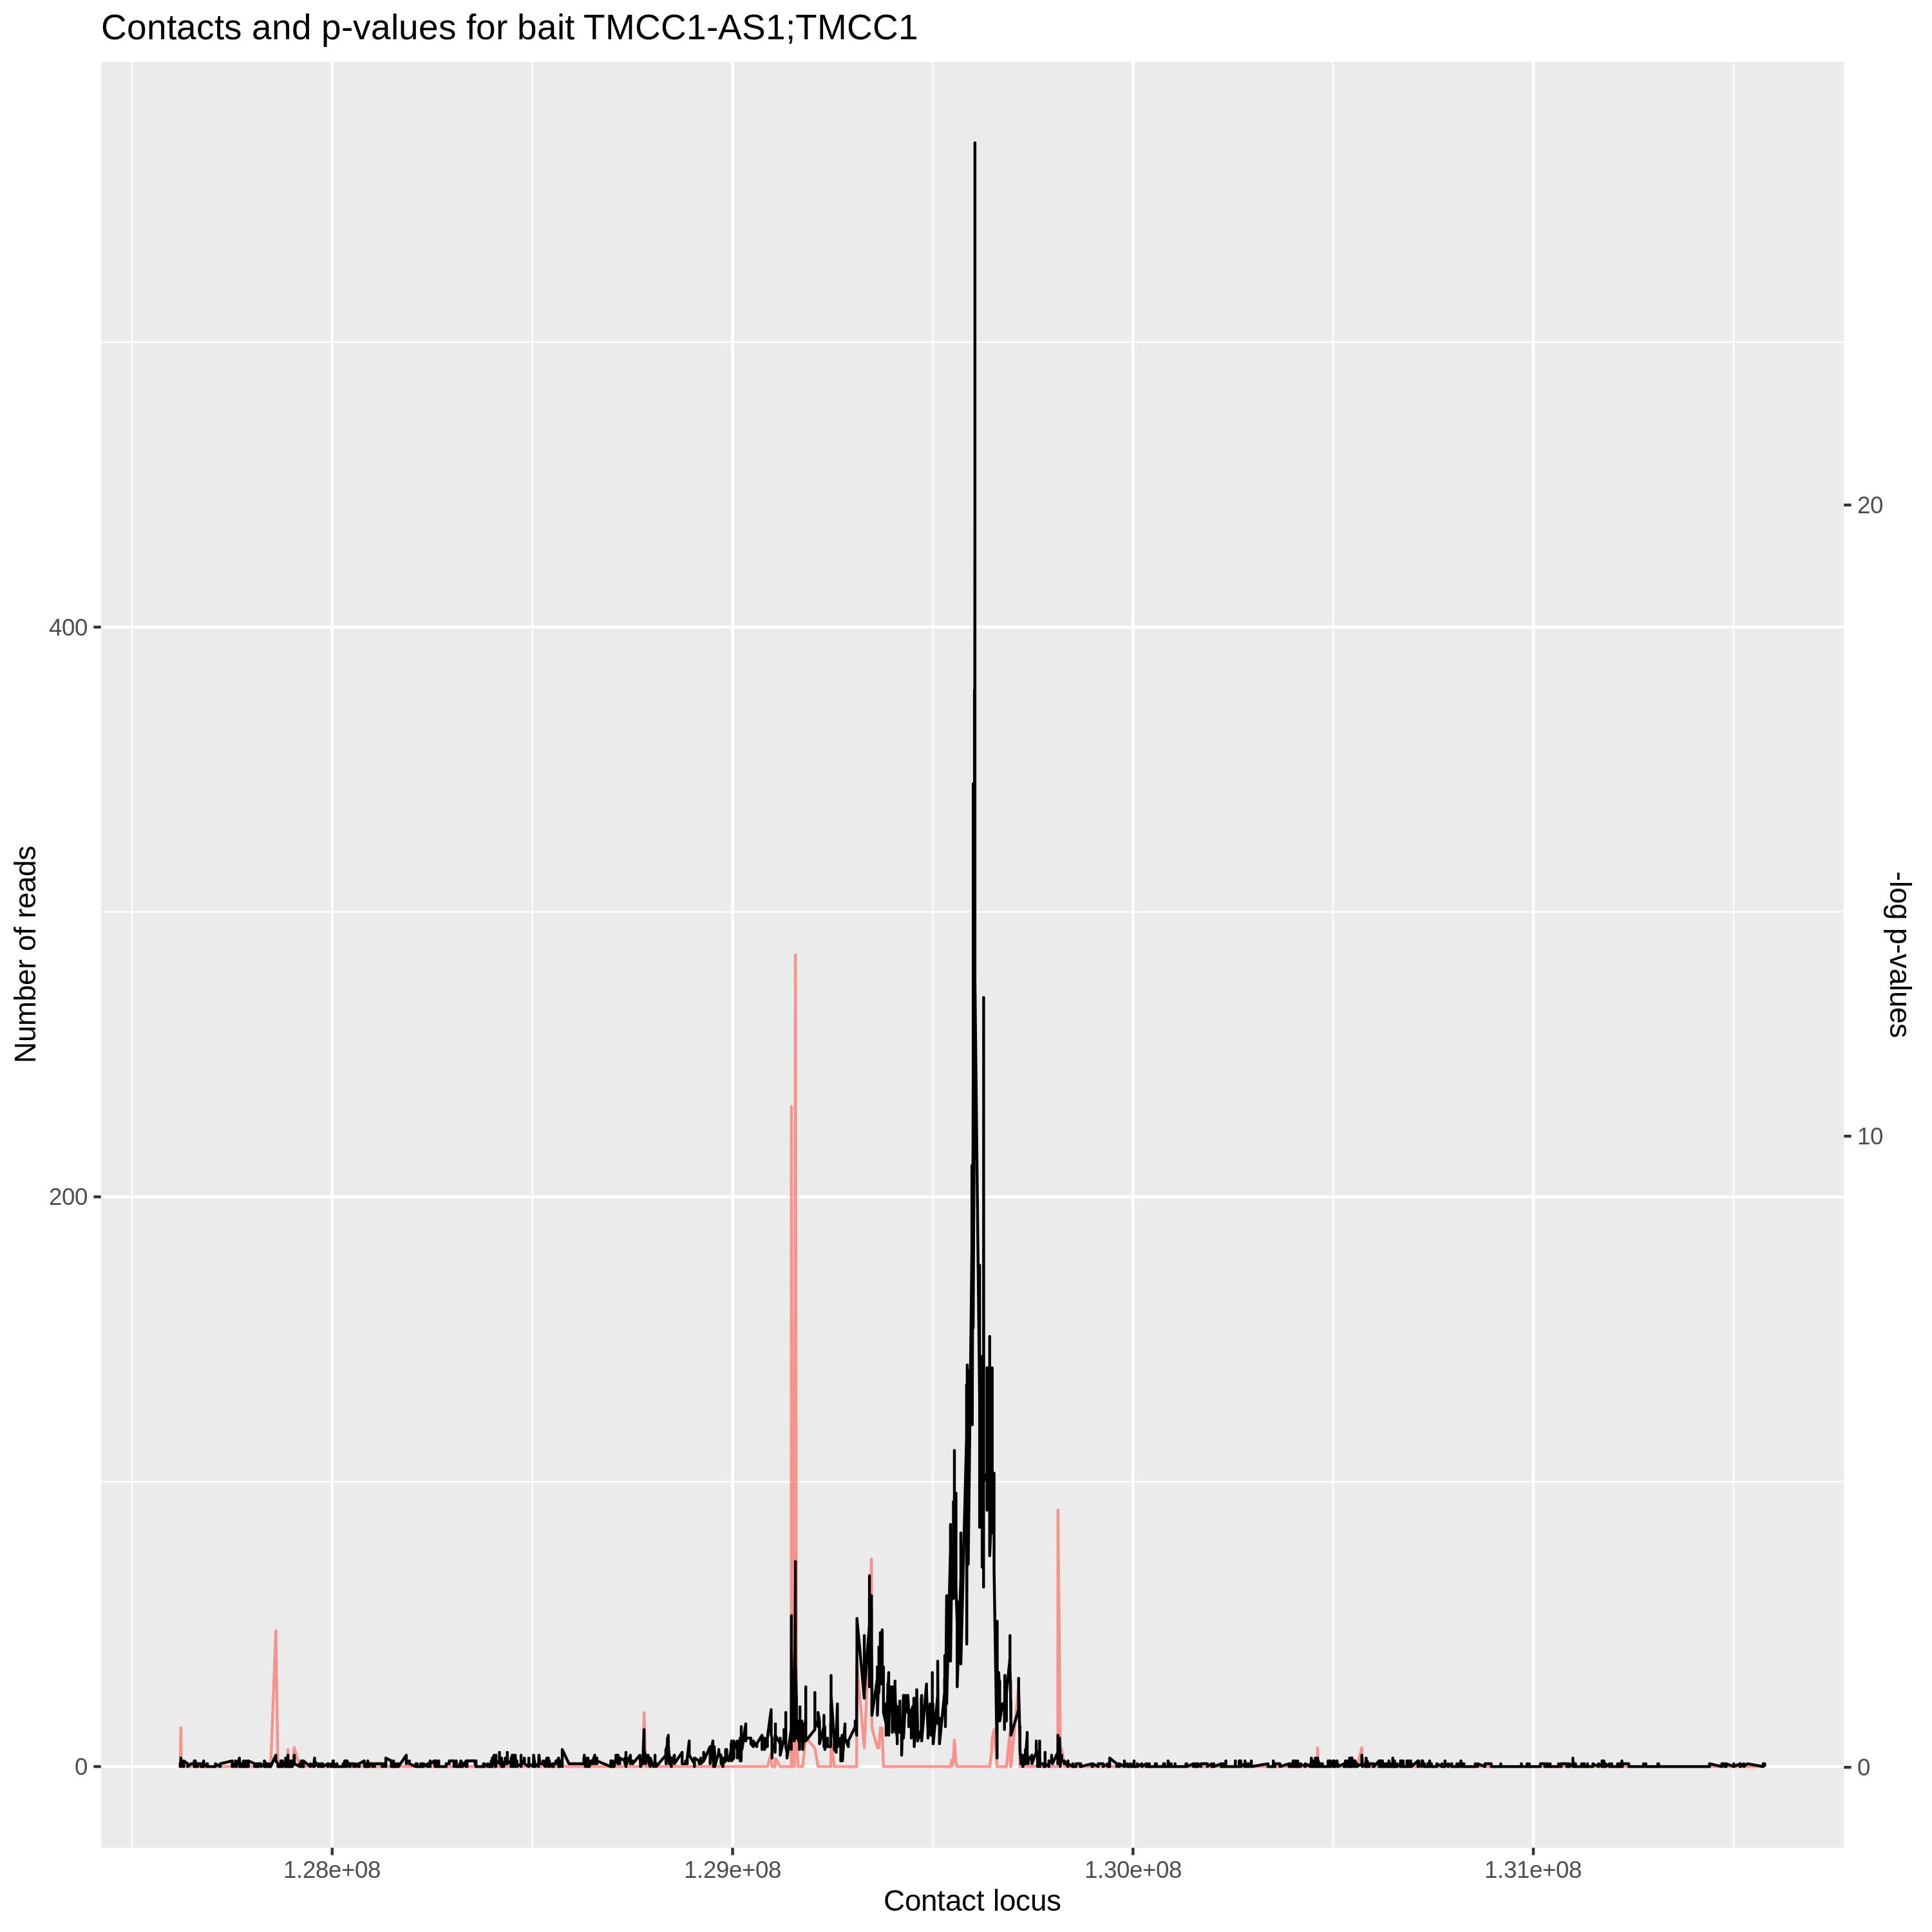 Contacts and p-values for bait TMCC1-AS1;TMCC1
Number of reads
400
200
0
20
10
0
-log p-values
1.28e+08
1.29e+08
1.30e+08
1.31e+08
Contact locus